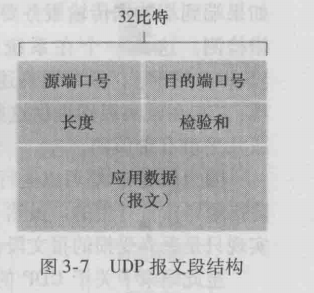 32比特
源端口号 目的端口号
长度 检验和
应用数据
(报文)
图 3-7 UDP 报文段结构